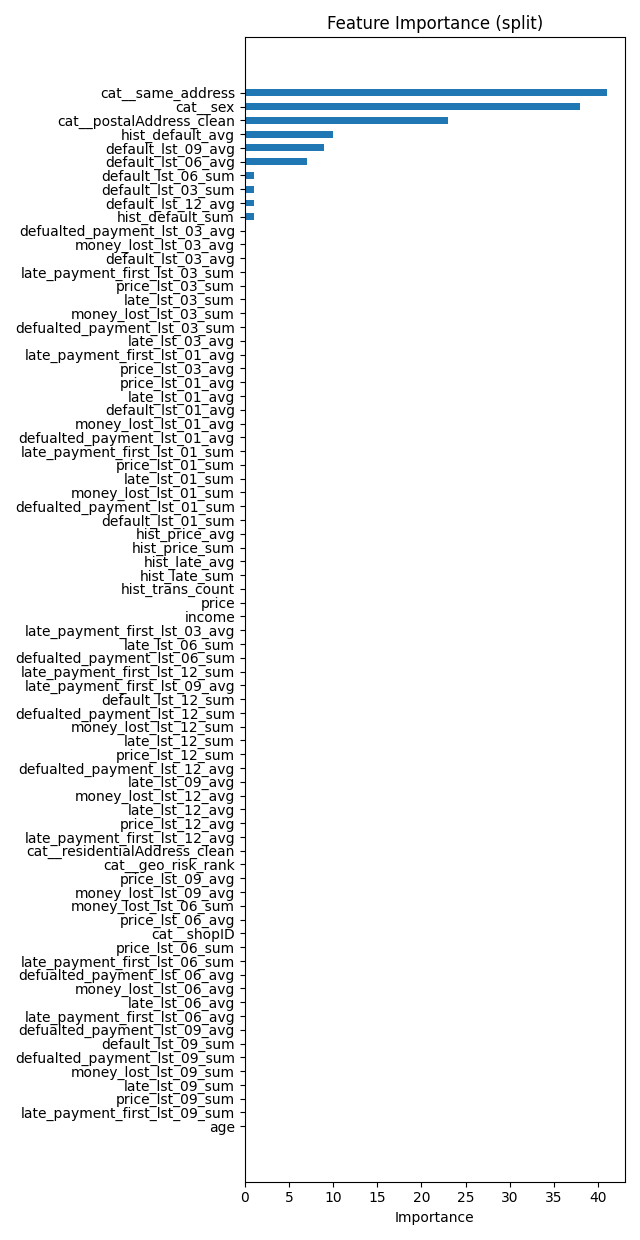 Feature Importance (split)
cat__same_address
cat__sex
cat__postalAddress_clean
hist_default_avg
default_lst_09_avg
default_lst_06_avg
default_lst_06_sum
default_lst_03_sum
default_lst_12_avg
hist_default_sum
defualted_payment_lst_03_avg
money_lost_lst_03_avg
default_lst_03_avg
late_payment_first_lst_03_sum
price_lst_03_sum
late_lst_03_sum
money_lost_lst_03_sum
defualted_payment_lst_03_sum
late_lst_03_avg
late_payment_first_lst_01_avg
price_lst_03_avg
price_lst_01_avg
late_lst_01_avg
default_lst_01_avg
money_lost_lst_01_avg
defualted_payment_lst_01_avg
late_payment_first_lst_01_sum
price_lst_01_sum
late_lst_01_sum
money_lost_lst_01_sum
defualted_payment_lst_01_sum
default_lst_01_sum
hist_price_avg
hist_price_sum
hist_late_avg
hist_late_sum
hist_trans_count
price
income
late_payment_first_lst_03_avg
late_lst_06_sum
defualted_payment_lst_06_sum
late_payment_first_lst_12_sum
late_payment_first_lst_09_avg
default_lst_12_sum
defualted_payment_lst_12_sum
money_lost_lst_12_sum
late_lst_12_sum
price_lst_12_sum
defualted_payment_lst_12_avg
late_lst_09_avg
money_lost_lst_12_avg
late_lst_12_avg
price_lst_12_avg
late_payment_first_lst_12_avg
cat__residentialAddress_clean
cat__geo_risk_rank
price_lst_09_avg
money_lost_lst_09_avg
money_lost_lst_06_sum
price_lst_06_avg
cat__shopID
price_lst_06_sum
late_payment_first_lst_06_sum
defualted_payment_lst_06_avg
money_lost_lst_06_avg
late_lst_06_avg
late_payment_first_lst_06_avg
defualted_payment_lst_09_avg
default_lst_09_sum
defualted_payment_lst_09_sum
money_lost_lst_09_sum
late_lst_09_sum
price_lst_09_sum
late_payment_first_lst_09_sum
age
0 5 10 15 20 25 30 35 40
Importance